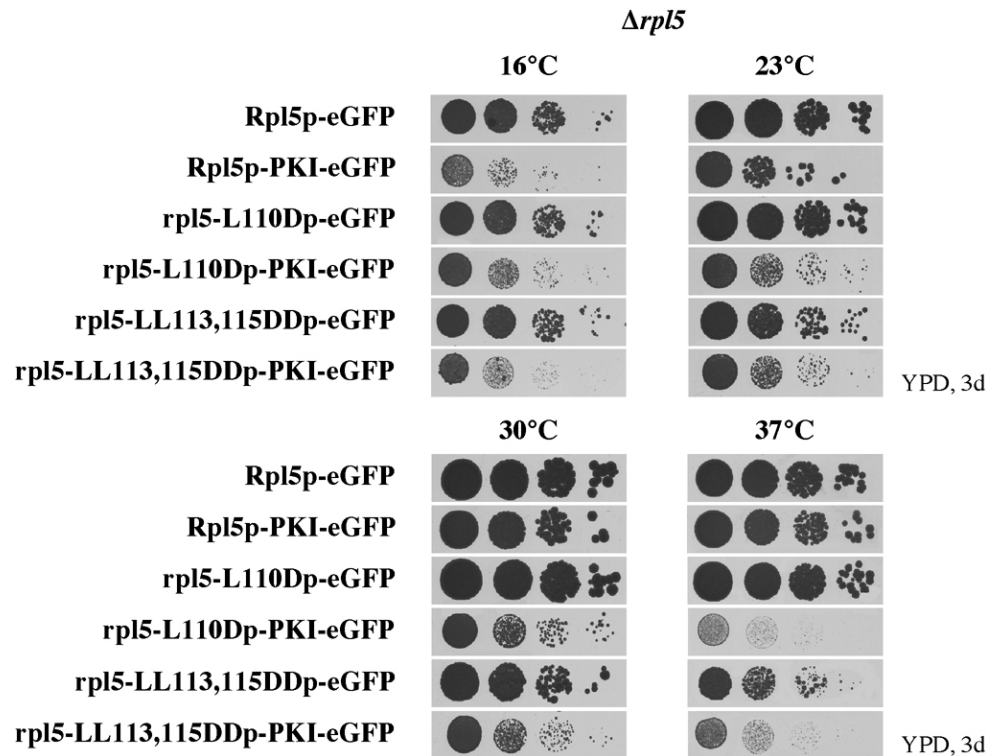 Δrpl5
16°C 23°C
Rpl5p-eGFP
Rpl5p-PKI-eGFP
rpl5-L110Dp-eGFP
rpl5-L110Dp-PKI-eGFP
rpl5-LL113,115DDp-eGFP
rpl5-LL113,115DDp-PKI-eGFP YPD, 3d
30°C 37°C
Rpl5p-eGFP
Rpl5p-PKI-eGFP
rpl5-L110Dp-eGFP
rpl5-L110Dp-PKI-eGFP
rpl5-LL113,115DDp-eGFP
rpl5-LL113,115DDp-PKI-eGFP YPD, 3d